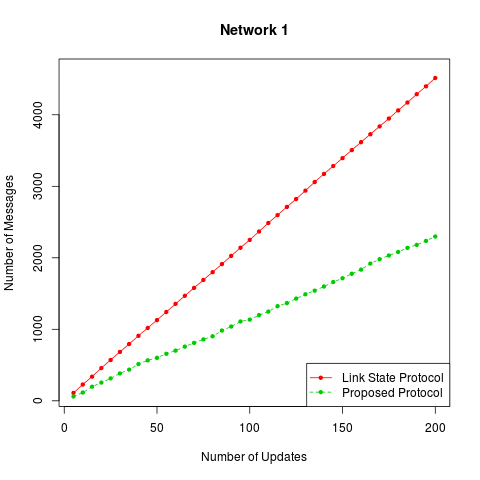 Network 1
Number of Messages
4000
3000
2000
1000
0
0 50 100 150 200
Number of Updates
Link State Protocol
Proposed Protocol